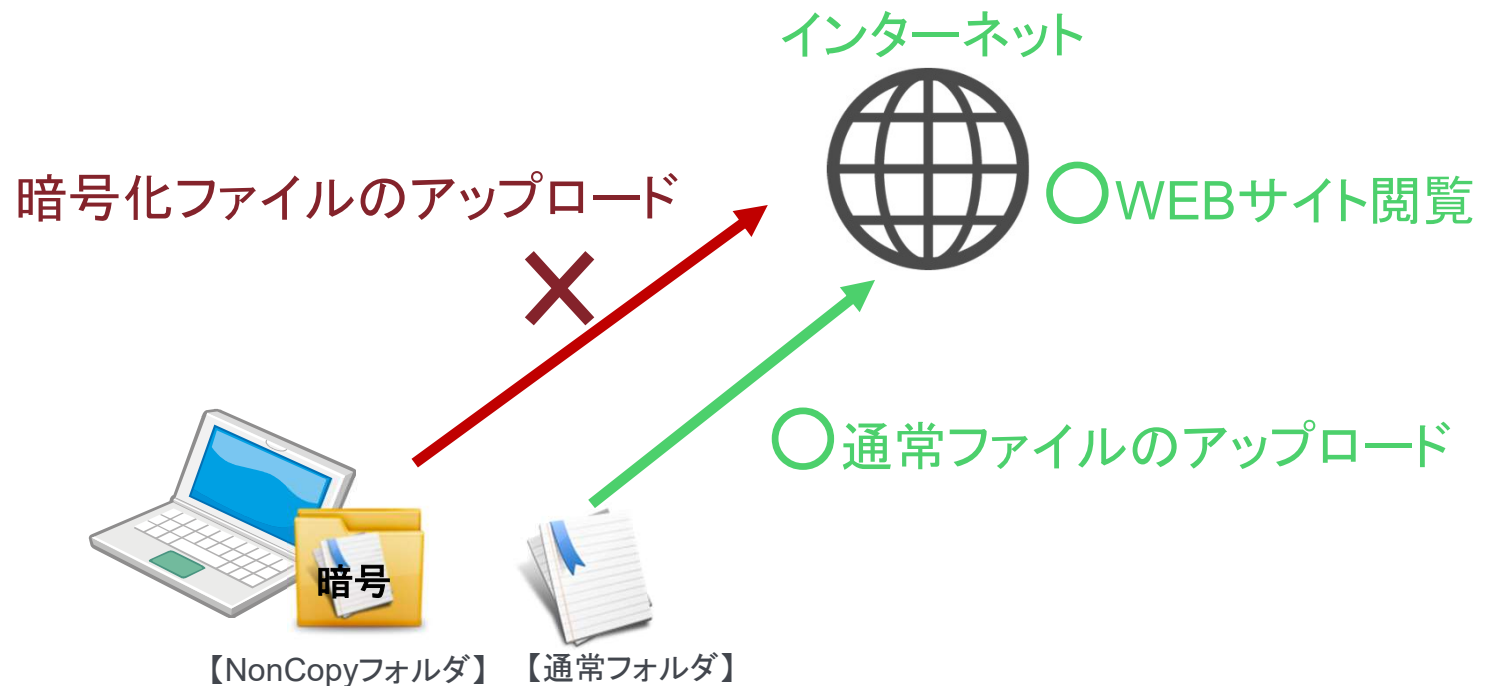 インターネット
暗号化ファイルのアップロード
〇WEBサイト閲覧
〇通常ファイルのアップロード
暗号
【NonCopyフォルダ】
【通常フォルダ】